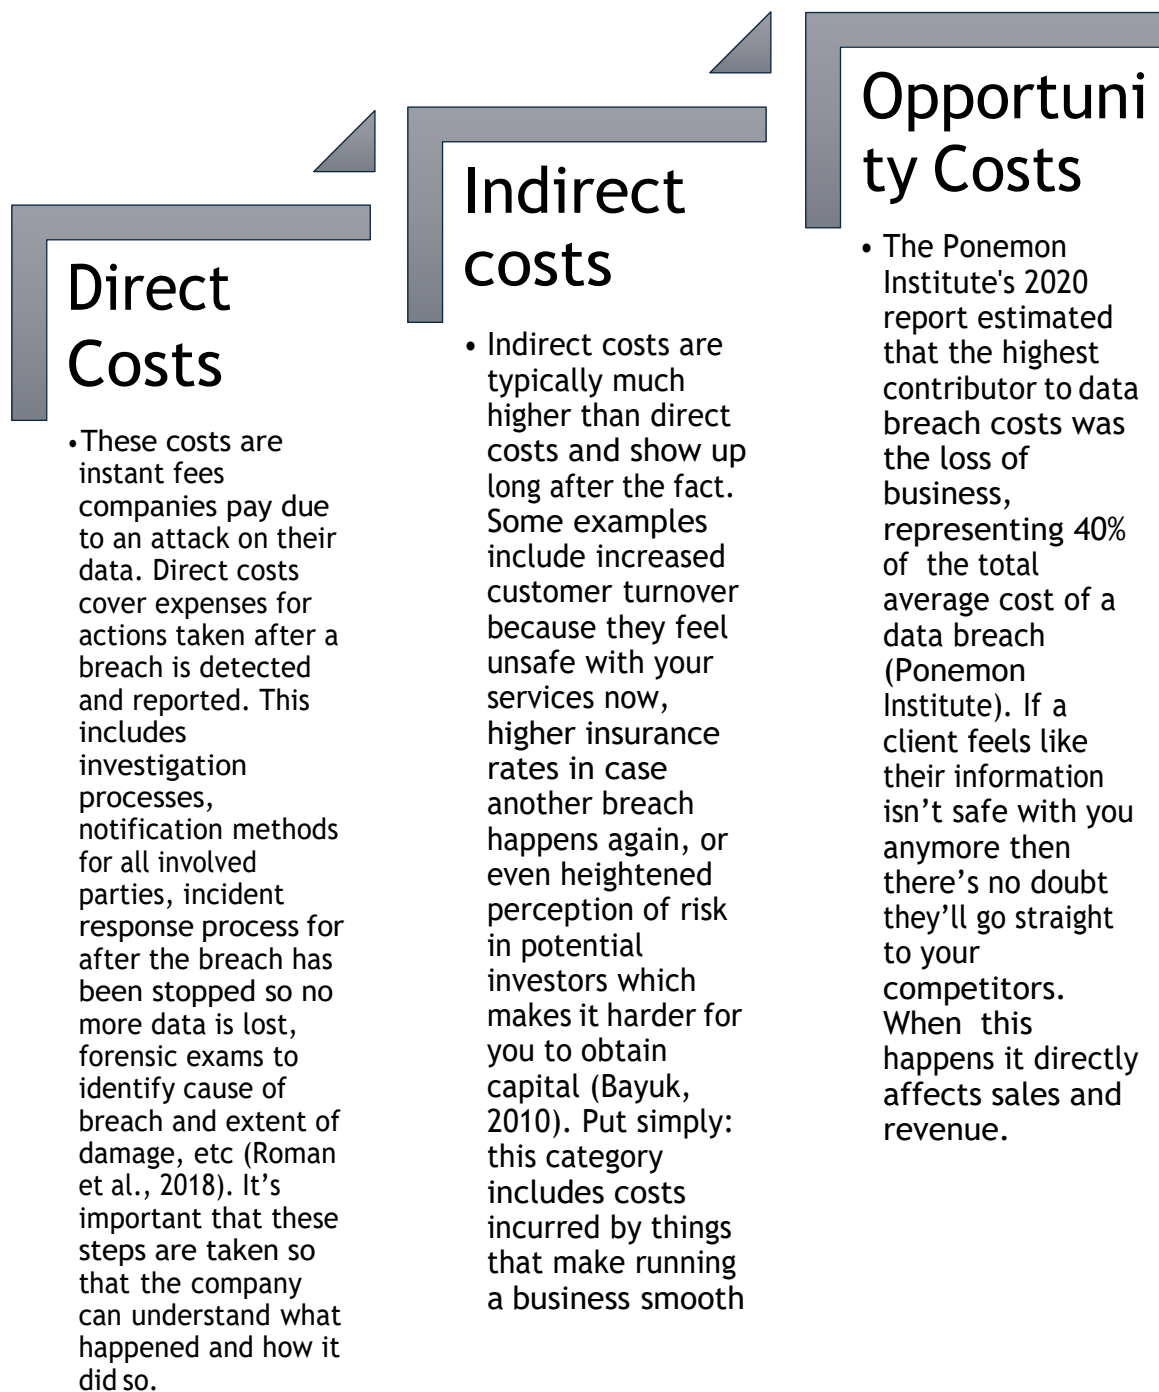 Direct
Costs
•These costs are
instant fees
companies pay due
to an attack on their
data. Direct costs
cover expenses for
actions taken after a
breach is detected
and reported. This
includes
investigation
processes,
notification methods
for all involved
parties, incident
response process for
after the breach has
been stopped so no
more data is lost,
forensic exams to
identify cause of
breach and extent of
damage, etc (Roman
et al., 2018). It’s
important that these
steps are taken so
that the company
can understand what
happened and how it
did so.
Indirect
costs
• Indirect costs are
typically much
higher than direct
costs and show up
long after the fact.
Some examples
include increased
customer turnover
because they feel
unsafe with your
services now,
higher insurance
rates in case
another breach
happens again, or
even heightened
perception of risk
in potential
investors which
makes it harder for
you to obtain
capital (Bayuk,
2010). Put simply:
this category
includes costs
incurred by things
that make running
a business smooth
Opportuni
ty Costs
• The Ponemon
Institute's 2020
report estimated
that the highest
contributor to data
breach costs was
the loss of
business,
representing 40%
of the total
average cost of a
data breach
(Ponemon
Institute). If a
client feels like
their information
isn’t safe with you
anymore then
there’s no doubt
they’ll go straight
to your
competitors.
When this
happens it directly
affects sales and
revenue.